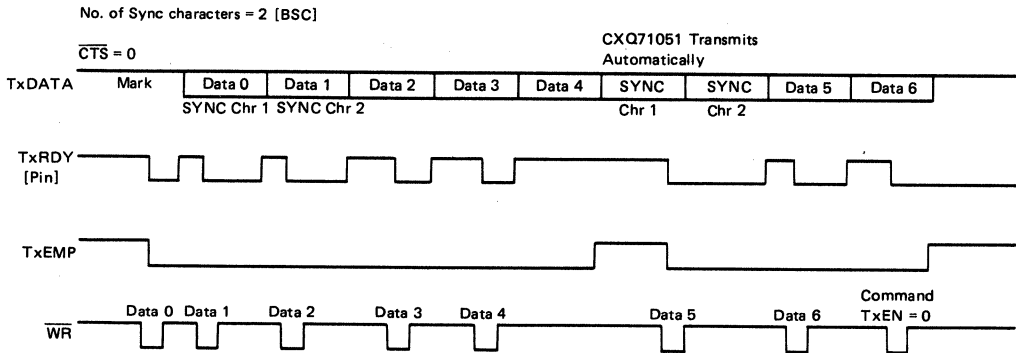 No. of Sync characters = 2 [BSC]
CTS = 0
CXQ71051 Transmits
Automatically
TxDATA
Mark
Data 0
Data 1
Data 2
Data 3
Data 4
SYNC
SYNC
Data 5
Data 6
SYNC Chr 1
SYNC Chr 2
Chr 1
Chr 2
TxRDY
[Pin]
TxEMP
WR
Data 0
Data 1
Data 2
Data 3
Data 4
Data 5
Data 6
Command
TxEN = 0